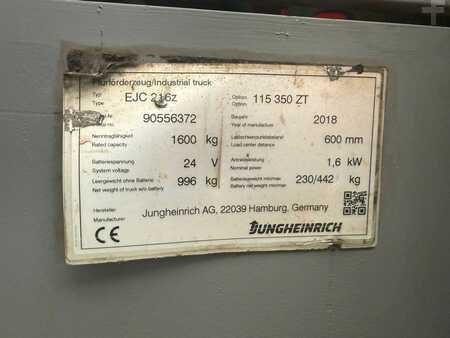 Flurförderzeug/Industrial truck
Typ EJC 216z Option 115 350 ZT
Type Option
90556372 Baujahr 2018
Year of manufacture
Nenntragfähigkeit 1600 kg Lastschwerpunktabstand 600 mm
Rated capacity Load center distance
Batteriespannung 24 V Antriebsleistung 1,6 kW
System voltage Nominal power
Leergewicht ohne Batterie 996 kg Batteriegewicht min/max 230/442 kg
Net weight of truck w/o battery Battery net weight min/max
Hersteller Jungheinrich AG, 22039 Hamburg, Germany
Manufacturer
CE JUNGHEINRICH